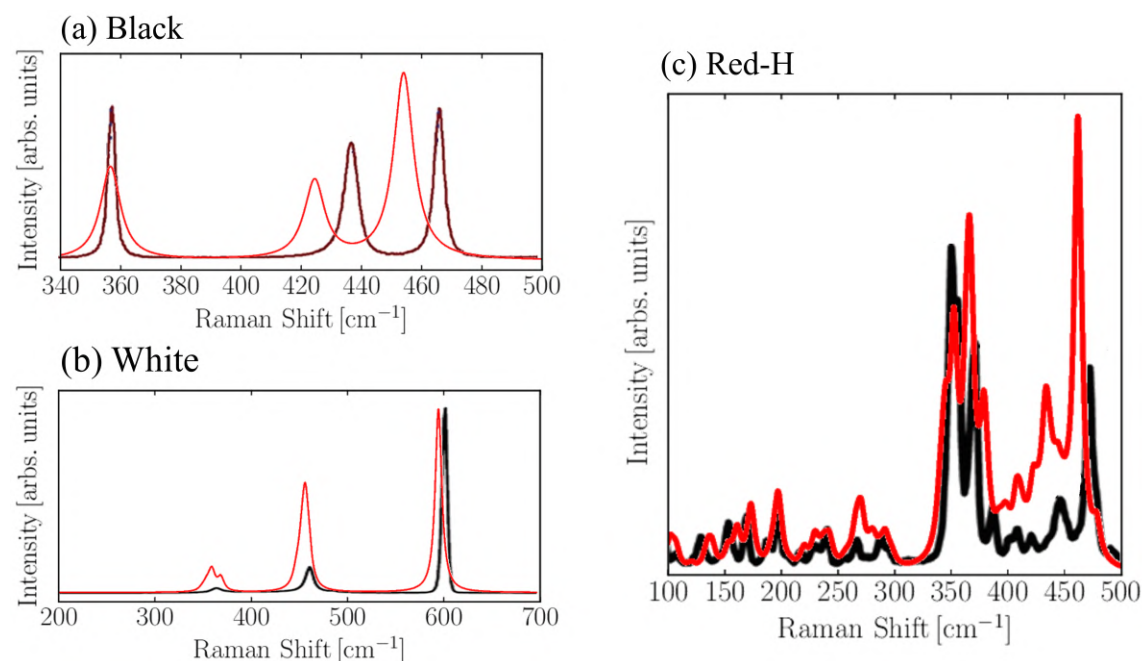 (a) Black
Intensity [arbs. units]
340 360 380 400 420 440 460 480 500
Raman Shift [cm⁻¹]
(b) White
Intensity [arbs. units]
200 300 400 500 600 700
Raman Shift [cm⁻¹]
(c) Red-H
Intensity [arbs. units]
100 150 200 250 300 350 400 450 500
Raman Shift [cm⁻¹]